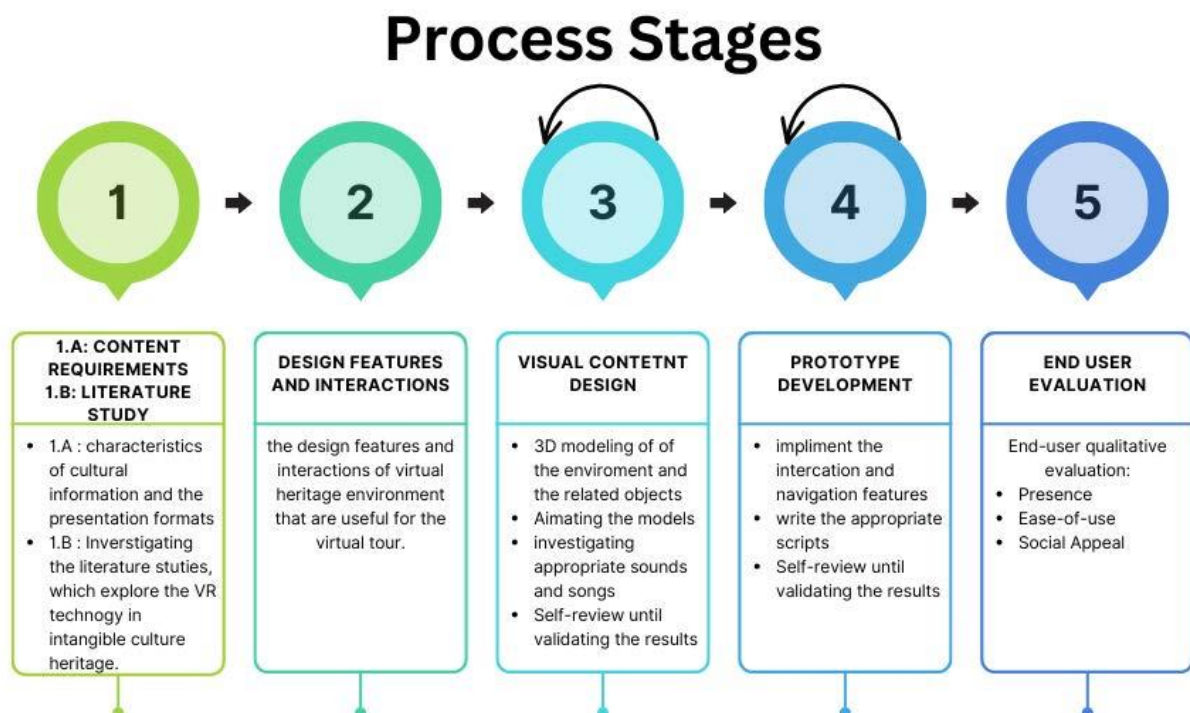 Process Stages
1
2
3
4
5
1.A: CONTENT
REQUIREMENTS
1.B: LITERATURE
STUDY
• 1.A : characteristics
of cultural
information and the
presentation formats
• 1.B : Inverstigating
the literature stuties,
which explore the VR
technogy in
intangible culture
heritage.
DESIGN FEATURES
AND INTERACTIONS
the design features and
interactions of virtual
heritage environment
that are useful for the
virtual tour.
VISUAL CONTETNT
DESIGN
• 3D modeling of of
the enviroment and
the related objects
• Aimating the models
• investigating
appropriate sounds
and songs
• Self-review until
validating the results
PROTOTYPE
DEVELOPMENT
• impliment the
intercation and
navigation features
• write the appropriate
scripts
• Self-review until
validating the results
END USER
EVALUATION
End-user qualitative
evaluation:
• Presence
• Ease-of-use
• Social Appeal